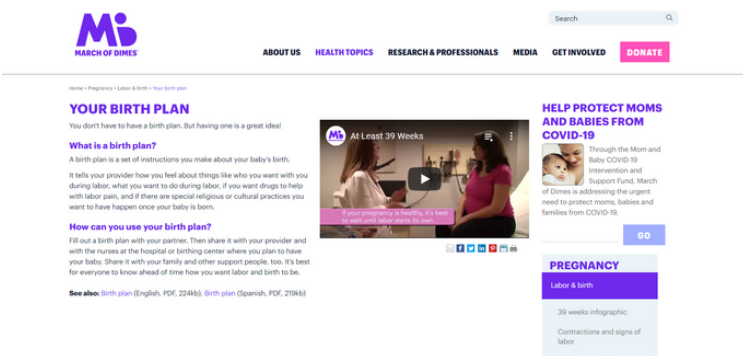 Search
MARCH OF DIMES
ABOUT US
HEALTH TOPICS
RESEARCH & PROFESSIONALS
MEDIA
GET INVOLVED
DONATE
Home > Pregnancy > Labor & birth > Your birth plan
YOUR BIRTH PLAN
You don't have to have a birth plan. But having one is a great idea!
What is a birth plan?
A birth plan is a set of instructions you make about your baby's birth.
It tells your provider how you feel about things like who you want with you
during labor, what you want to do during labor, if you want drugs to help
with labor pain, and if there are special religious or cultural practices you
want to have happen once your baby is born.
How can you use your birth plan?
Fill out a birth plan with your partner. Then share it with your provider and
with the nurses at the hospital or birthing center where you plan to have
your baby. Share it with your family and other support people, too. It's best
for everyone to know ahead of time how you want labor and birth to be.
See also: Birth plan (English, PDF, 224kb), Birth plan (Spanish, PDF, 219kb)
At Least 39 Weeks
If your pregnancy is healthy, it's best
to wait until labor starts its own.
HELP PROTECT MOMS
AND BABIES FROM
COVID-19
Through the Mom and
Baby COVID-19
Intervention and
Support Fund, March
of Dimes is addressing the urgent
need to protect moms, babies and
families from COVID-19.
GO
PREGNANCY
Labor & birth
39 weeks infographic
Contractions and signs of
labor